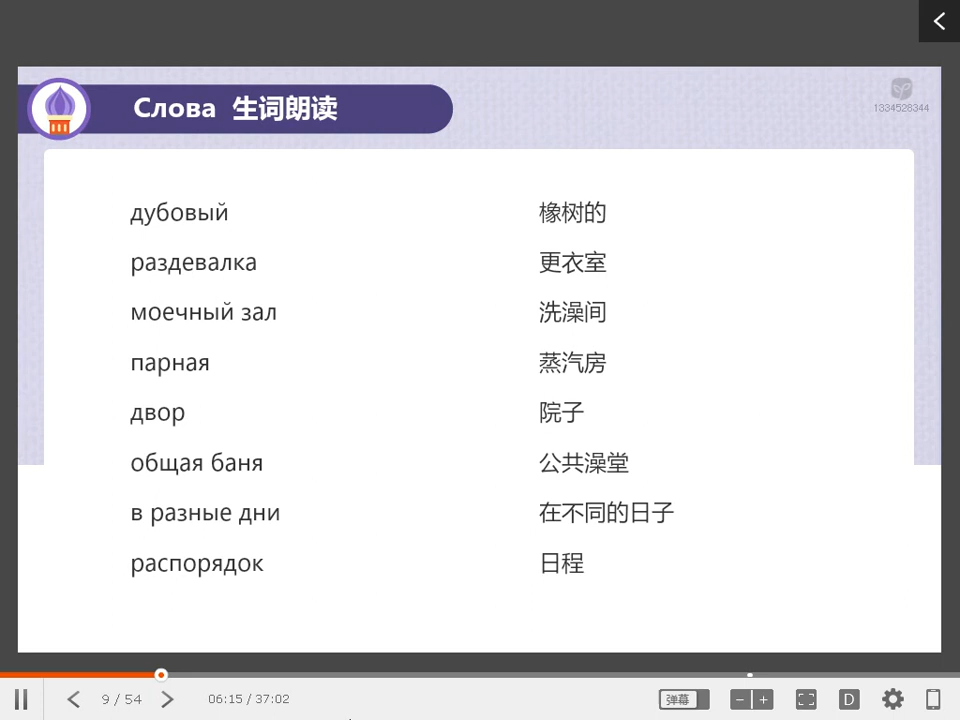 Слова 生词朗读
1334528344
дубовый 橡树的
раздевалка 更衣室
моечный зал 洗澡间
парная 蒸汽房
двор 院子
общая баня 公共澡堂
в разные дни 在不同的日子
распорядок 日程
9 / 54 06:15 / 37:02 弹幕 D